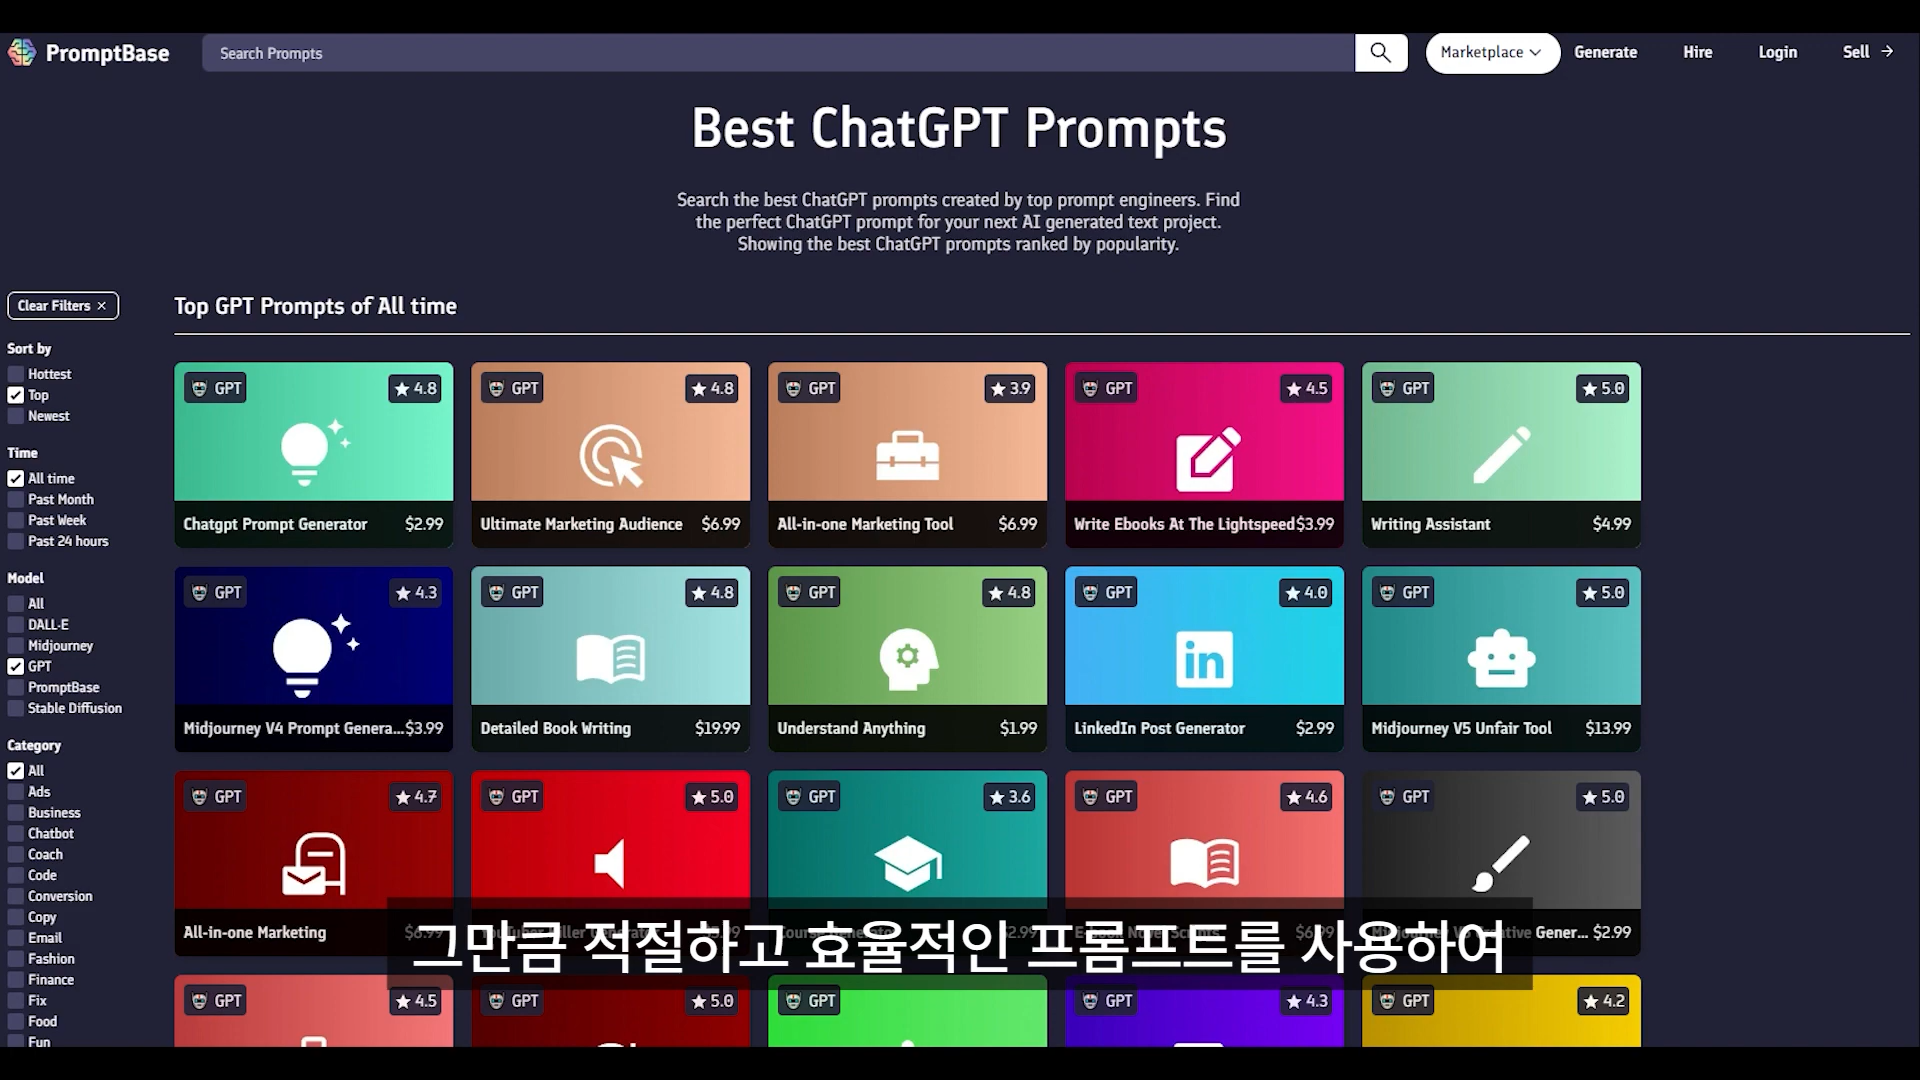 PromptBase
Search Prompts
Marketplace
Generate
Hire
Login
Sell
Best ChatGPT Prompts
Search the best ChatGPT prompts created by top prompt engineers. Find
the perfect ChatGPT prompt for your next AI generated text project.
Showing the best ChatGPT prompts ranked by popularity.
Clear Filters ×
Sort by
Hottest
Top
Newest
Time
All time
Past Month
Past Week
Past 24 hours
Model
All
DALL-E
Midjourney
GPT
PromptBase
Stable Diffusion
Category
All
Ads
Business
Chatbot
Coach
Code
Conversion
Copy
Email
Fashion
Finance
Fix
Food
Fun
Top GPT Prompts of All time
GPT 4.8
Chatgpt Prompt Generator $2.99
GPT 4.8
Ultimate Marketing Audience $6.99
GPT 3.9
All-in-one Marketing Tool $6.99
GPT 4.5
Write Ebooks At The Lightspeed $3.99
GPT 5.0
Writing Assistant $4.99
GPT 4.3
Midjourney V4 Prompt Genera... $3.99
GPT 4.8
Detailed Book Writing $19.99
GPT 4.8
Understand Anything $1.99
GPT 4.0
in
LinkedIn Post Generator $2.99
GPT 5.0
Midjourney V5 Unfair Tool $13.99
GPT 4.7
All-in-one Marketing
GPT 5.0
GPT 3.6
GPT 4.6
GPT 5.0
Gener... $2.99
그만큼 적절하고 효율적인 프롬프트를 사용하여
GPT 4.5
GPT 5.0
GPT
GPT 4.3
GPT 4.2